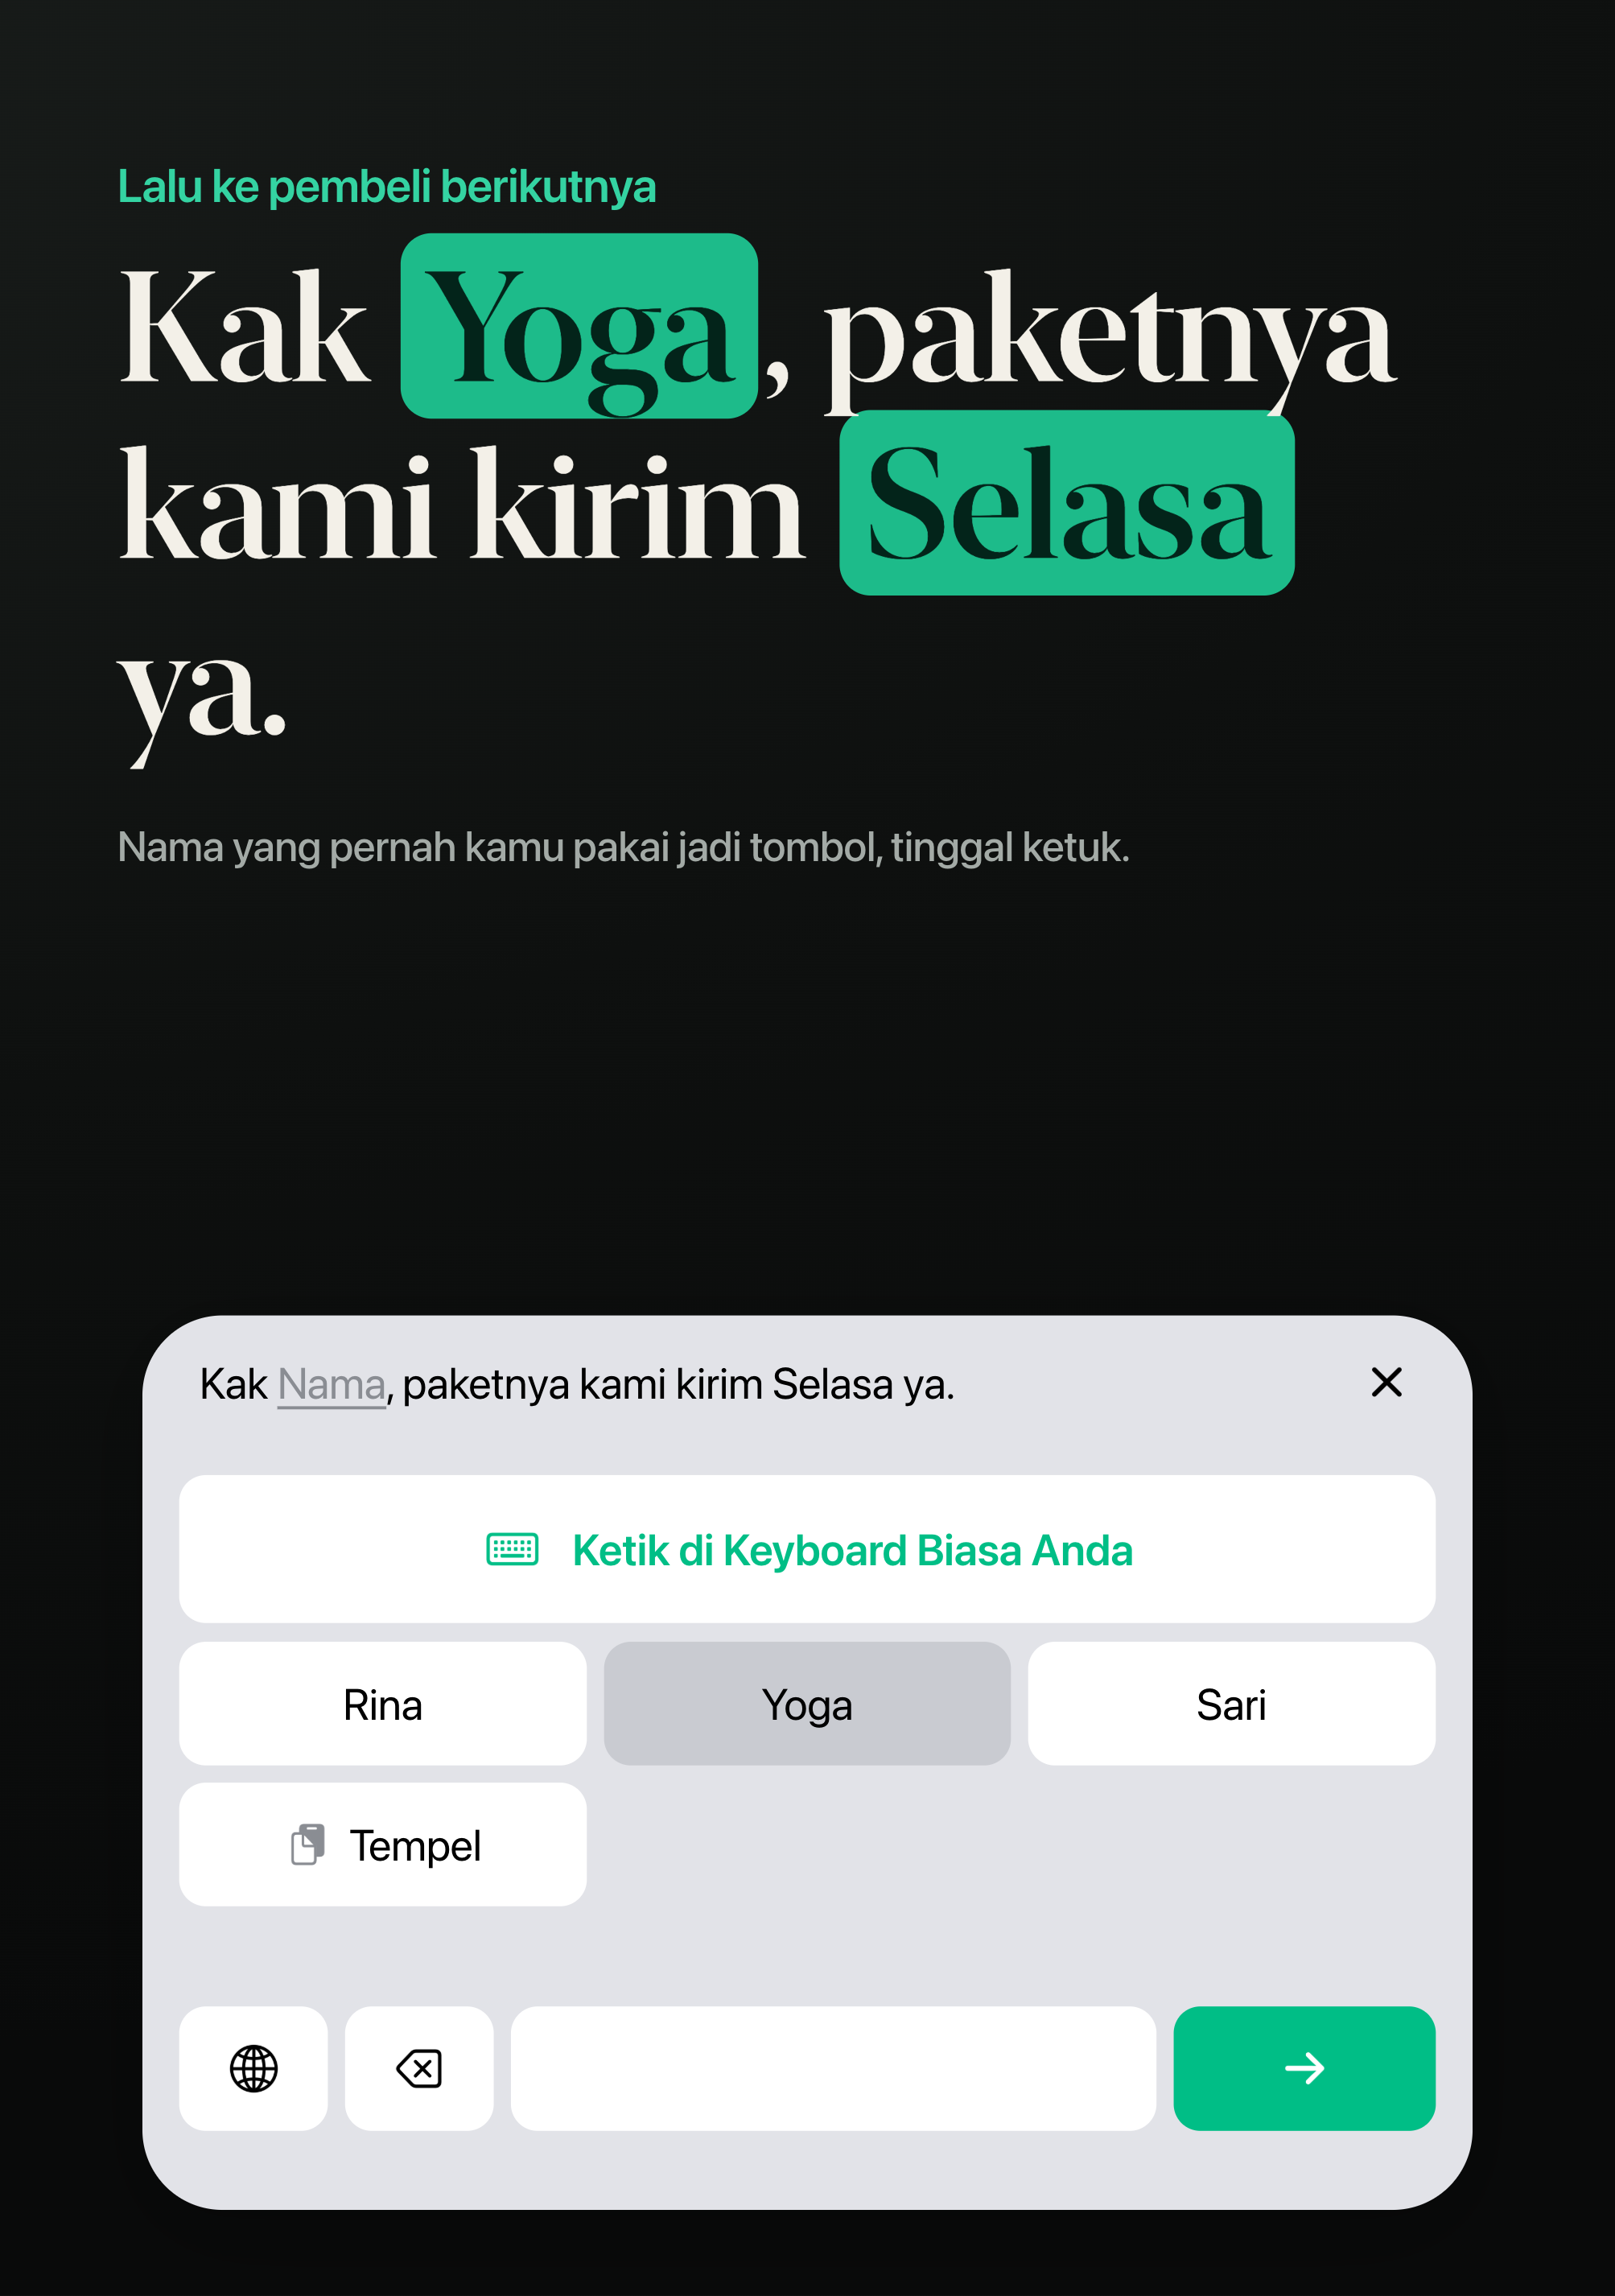 Lalu ke pembeli berikutnya
Kak Yoga, paketnya
kami kirim Selasa
ya.
Nama yang pernah kamu pakai jadi tombol, tinggal ketuk.
Kak Nama, paketnya kami kirim Selasa ya.
Ketik di Keyboard Biasa Anda
Rina
Yoga
Sari
Tempel